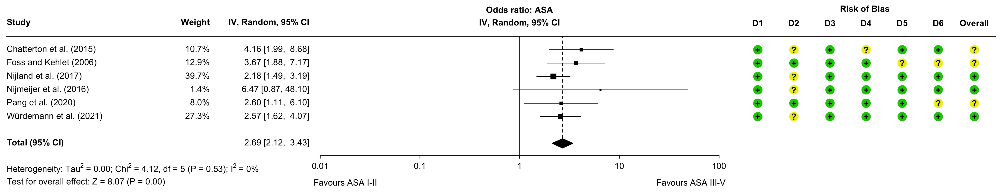 Odds ratio: ASA Risk of Bias
Study Weight IV, Random, 95% CI IV, Random, 95% CI D1 D2 D3 D4 D5 D6 Overall
Chatterton et al. (2015) 10.7% 4.16 [1.99, 8.68] + ? + ? + + ?
Foss and Kehlet (2006) 12.9% 3.67 [1.88, 7.17] + + + + ? ? ?
Nijland et al. (2017) 39.7% 2.18 [1.49, 3.19] + ? + + + + +
Nijmeijer et al. (2016) 1.4% 6.47 [0.87, 48.10] + ? + + + + +
Pang et al. (2020) 8.0% 2.60 [1.11, 6.10] + + + + + ? ?
Würdemann et al. (2021) 27.3% 2.57 [1.62, 4.07] + ? + + + + +
Total (95% CI) 2.69 [2.12, 3.43]
Heterogeneity: Tau² = 0.00; Chi² = 4.12, df = 5 (P = 0.53); I² = 0%
0.01 0.1 1 10 100
Test for overall effect: Z = 8.07 (P = 0.00)
Favours ASA I-II Favours ASA III-V